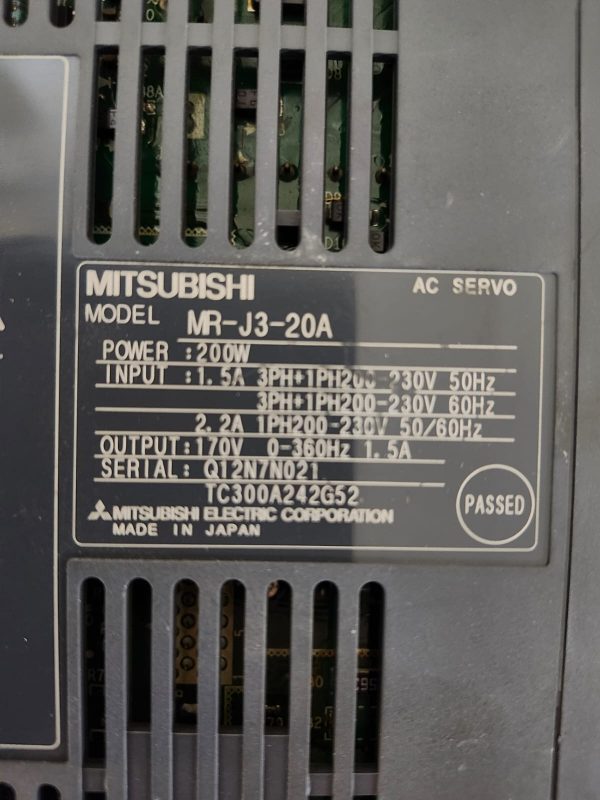 MITSUBISHI
AC SERVO
MODEL MR-J3-20A
POWER :200W
INPUT :1.5A 3PH+1PH200-230V 50Hz
3PH+1PH200-230V 60Hz
2.2A 1PH200-230V 50/60Hz
OUTPUT:170V 0-360Hz 1.5A
SERIAL: Q12N7N021
TC300A242G52
MITSUBISHI ELECTRIC CORPORATION
MADE IN JAPAN
PASSED